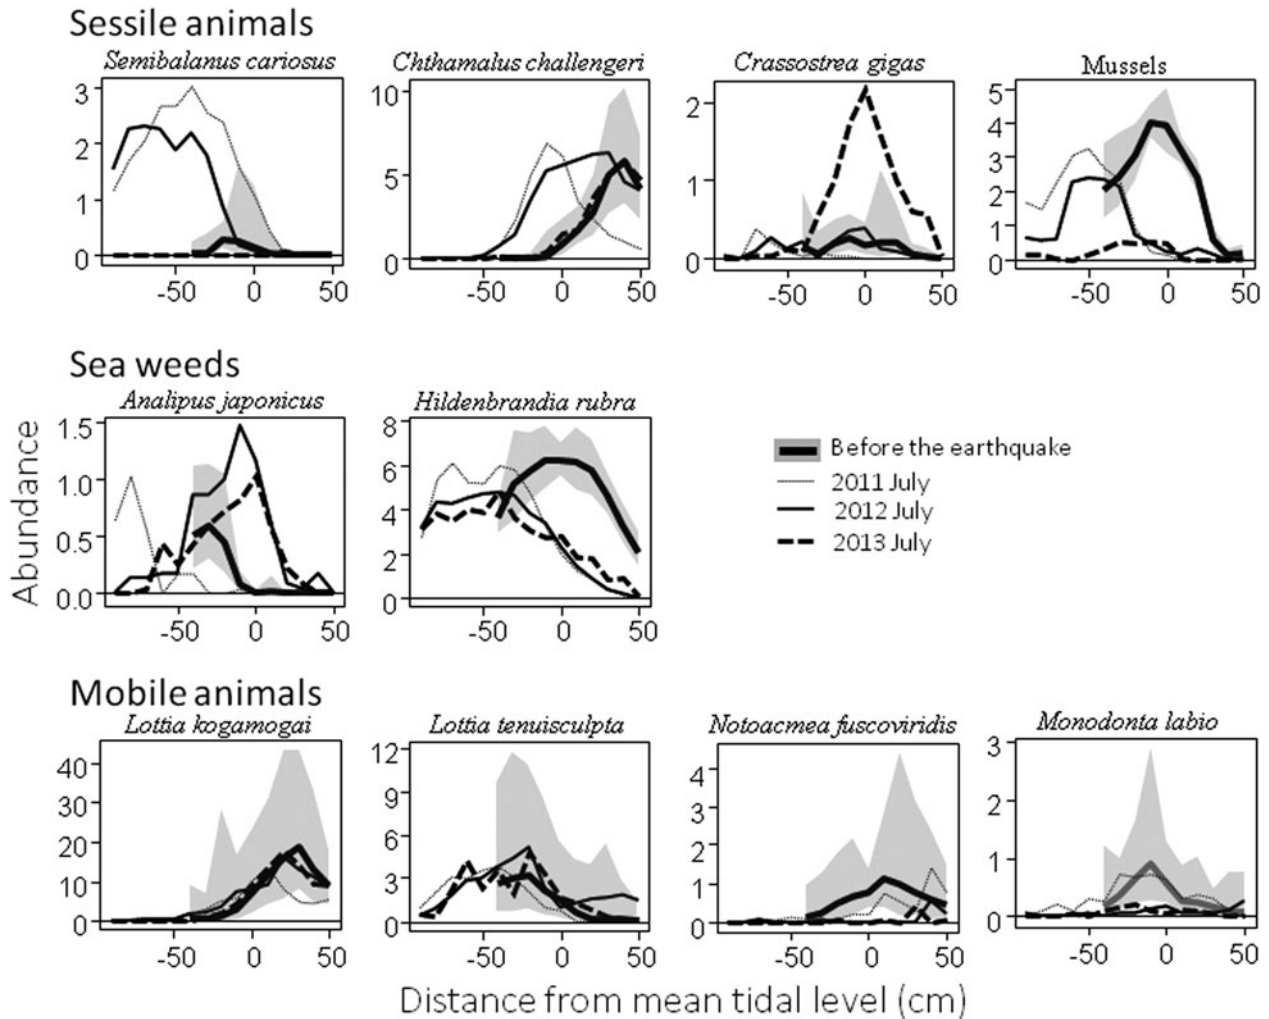 Sessile animals
Semibalanus cariosus
Chthamalus challengeri
Crassostrea gigas
Mussels
3
2
1
0
-50 0 50
10
5
0
-50 0 50
2
1
0
-50 0 50
5
4
3
2
1
0
-50 0 50
Sea weeds
Analipus japonicus
Hildenbrandia rubra
Abundance
1.5
1.0
0.5
0.0
-50 0 50
8
6
4
2
0
-50 0 50
Before the earthquake
2011 July
2012 July
2013 July
Mobile animals
Lottia kogamogai
Lottia tenuisculpta
Notoacmea fuscoviridis
Monodonta labio
40
30
20
10
0
-50 0 50
12
9
6
3
0
-50 0 50
4
3
2
1
0
-50 0 50
3
2
1
0
-50 0 50
Distance from mean tidal level (cm)